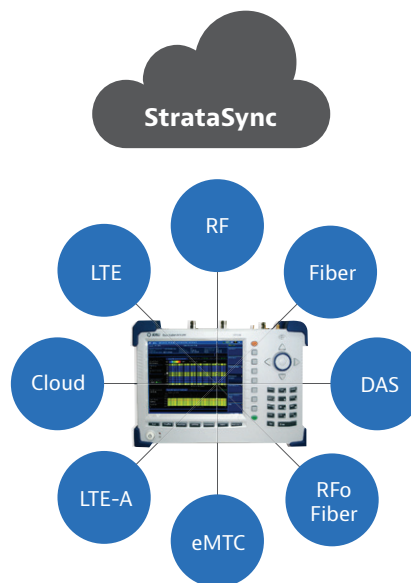 StrataSync
RF
LTE
Fiber
Cloud
DAS
LTE-A
RFo
Fiber
eMTC